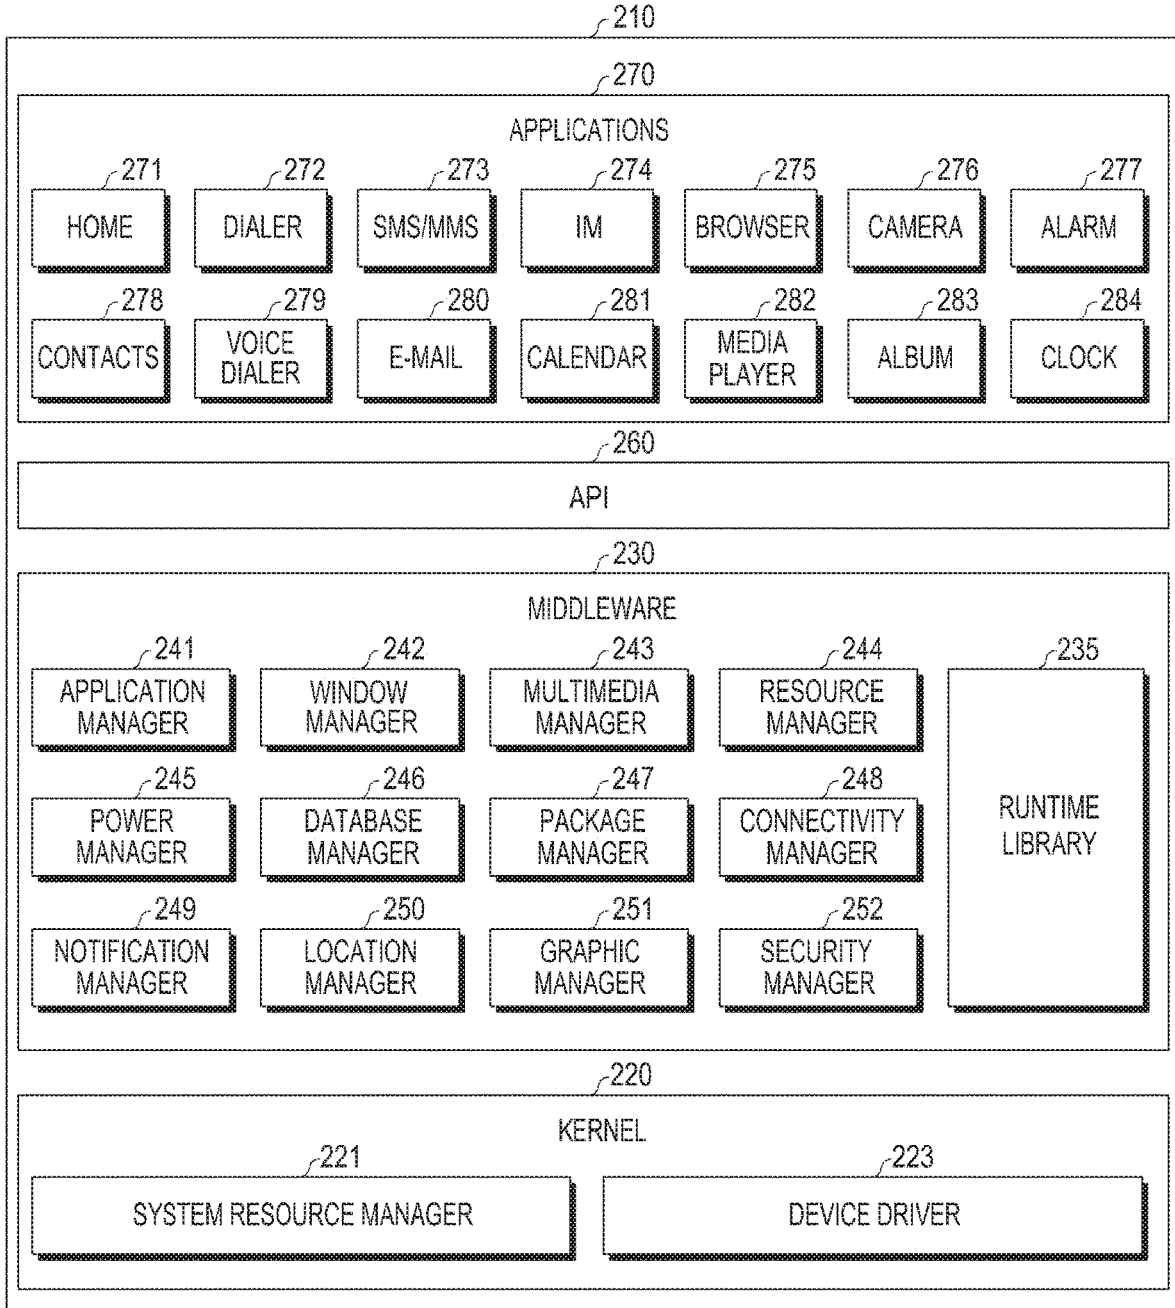 210
270
APPLICATIONS
271 272 273 274 275 276 277
HOME DIALER SMS/MMS IM BROWSER CAMERA ALARM
278 279 280 281 282 283 284
CONTACTS VOICE DIALER E-MAIL CALENDAR MEDIA PLAYER ALBUM CLOCK
260
API
230
MIDDLEWARE
241 242 243 244 235
APPLICATION MANAGER WINDOW MANAGER MULTIMEDIA MANAGER RESOURCE MANAGER
245 246 247 248
POWER MANAGER DATABASE MANAGER PACKAGE MANAGER CONNECTIVITY MANAGER RUNTIME LIBRARY
249 250 251 252
NOTIFICATION MANAGER LOCATION MANAGER GRAPHIC MANAGER SECURITY MANAGER
220
KERNEL
221 223
SYSTEM RESOURCE MANAGER DEVICE DRIVER